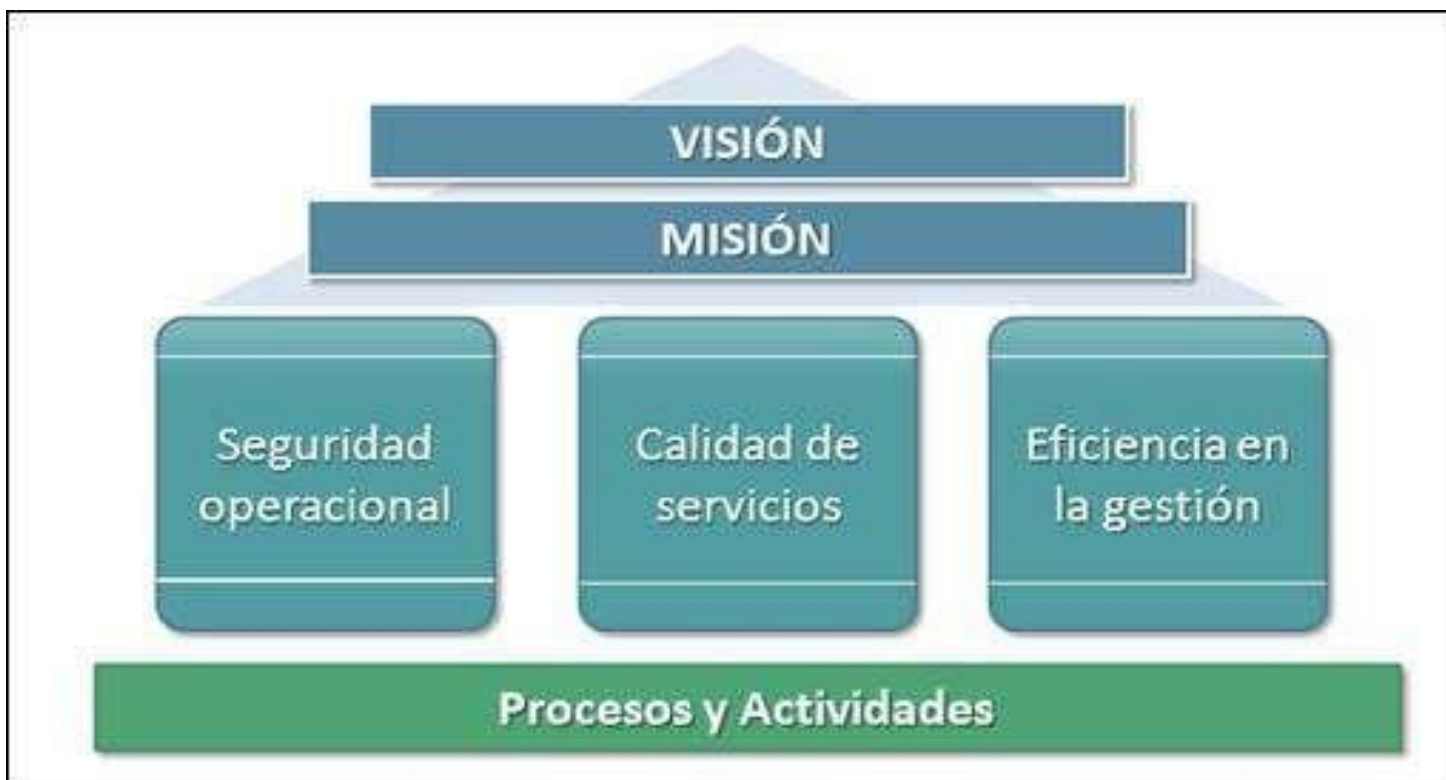 VISIÓN
MISIÓN
Seguridad
operacional
Calidad de
servicios
Eficiencia en
la gestión
Procesos y Actividades